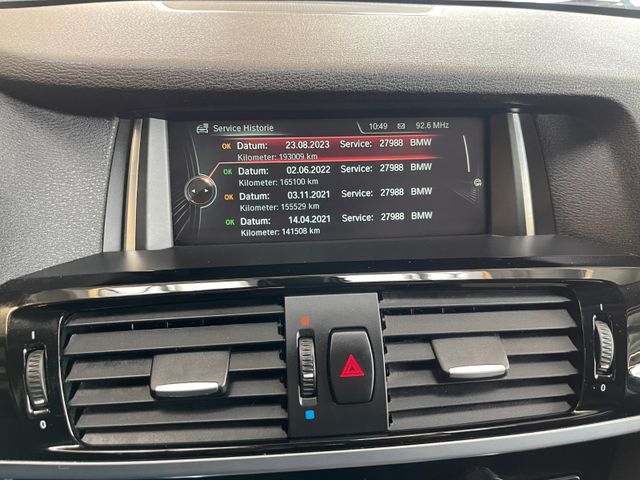 Service Historie 10:49 92.6 MHz
OK Datum: 23.08.2023 Service: 27988 BMW
Kilometer: 193009 km
OK Datum: 02.06.2022 Service: 27988 BMW
Kilometer: 165100 km
OK Datum: 03.11.2021 Service: 27988 BMW
Kilometer: 155529 km
OK Datum: 14.04.2021 Service: 27988 BMW
Kilometer: 141508 km
I I
0 0